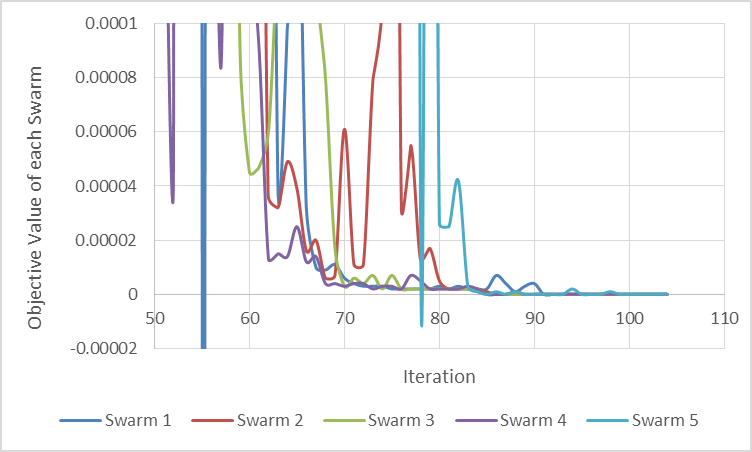 0.0001
0.00008
0.00006
0.00004
0.00002
0
-0.00002
Objective Value of each Swarm
50 60 70 80 90 100 110
Iteration
Swarm 1 Swarm 2 Swarm 3 Swarm 4 Swarm 5